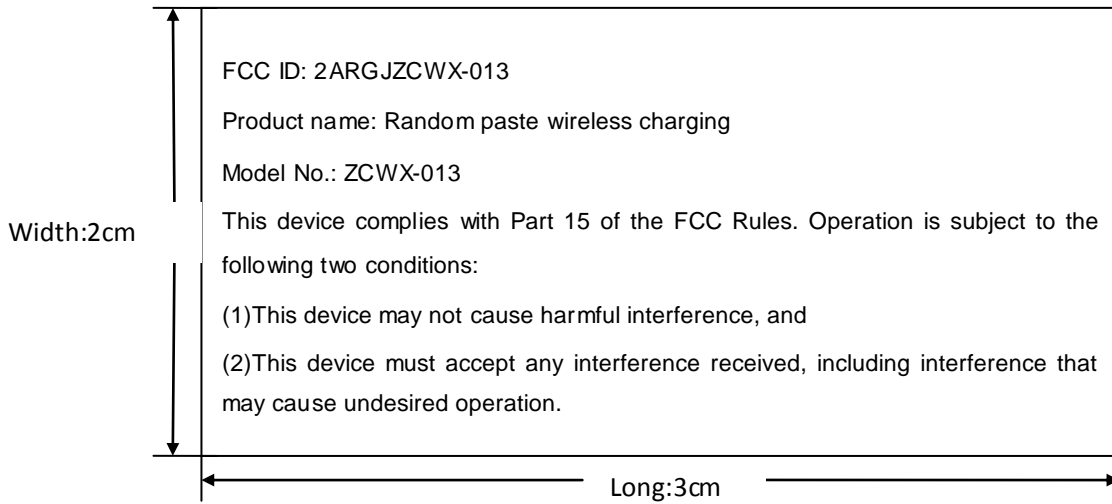 FCC ID: 2ARGJZCWX-013
Product name: Random paste wireless charging
Model No.: ZCWX-013
Width:2cm
This device complies with Part 15 of the FCC Rules. Operation is subject to the
following two conditions:
(1)This device may not cause harmful interference, and
(2)This device must accept any interference received, including interference that
may cause undesired operation.
Long:3cm